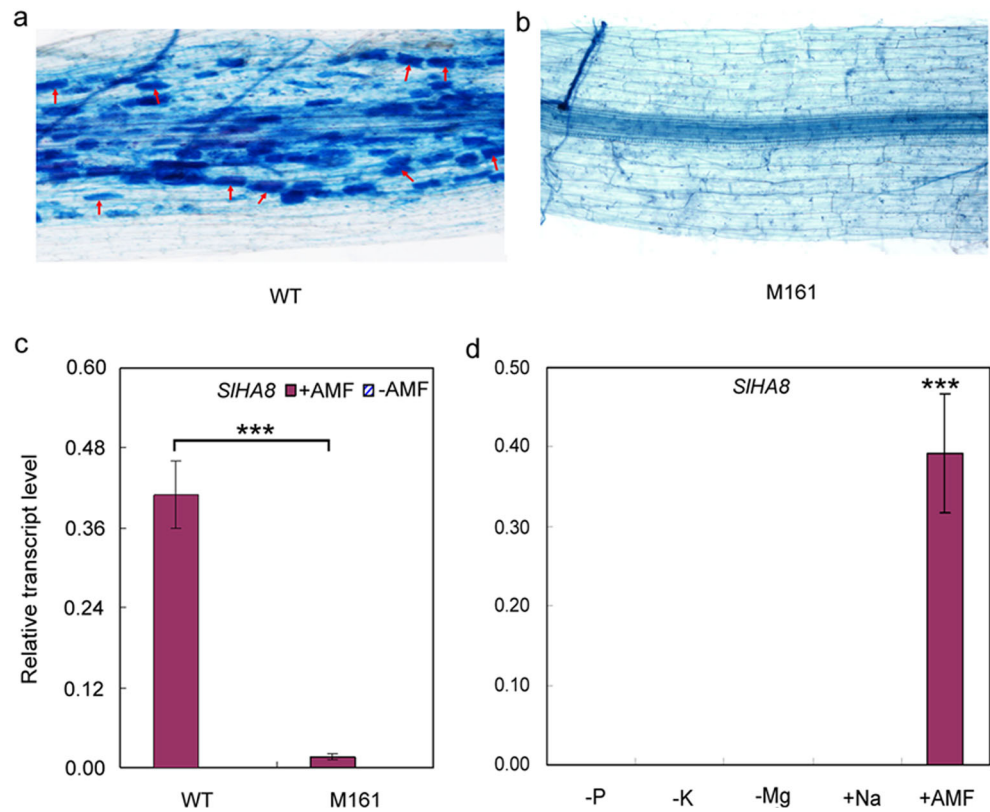 a
b
WT
M161
c
Relative transcript level
0.60
0.48
0.36
0.24
0.12
0.00
SlHA8 +AMF -AMF
***
WT
M161
d
0.50
0.40
0.30
0.20
0.10
0.00
SlHA8
***
-P
-K
-Mg
+Na
+AMF